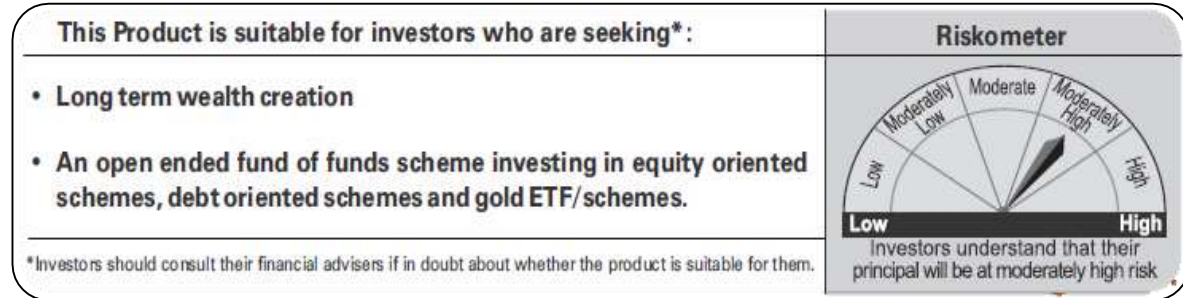 This Product is suitable for investors who are seeking*:
• Long term wealth creation
• An open ended fund of funds scheme investing in equity oriented
schemes, debt oriented schemes and gold ETF/schemes.
*Investors should consult their financial advisers if in doubt about whether the product is suitable for them.
Riskometer
Low
Moderately
Low
Moderate
Moderately
High
High
Low High
Investors understand that their
principal will be at moderately high risk